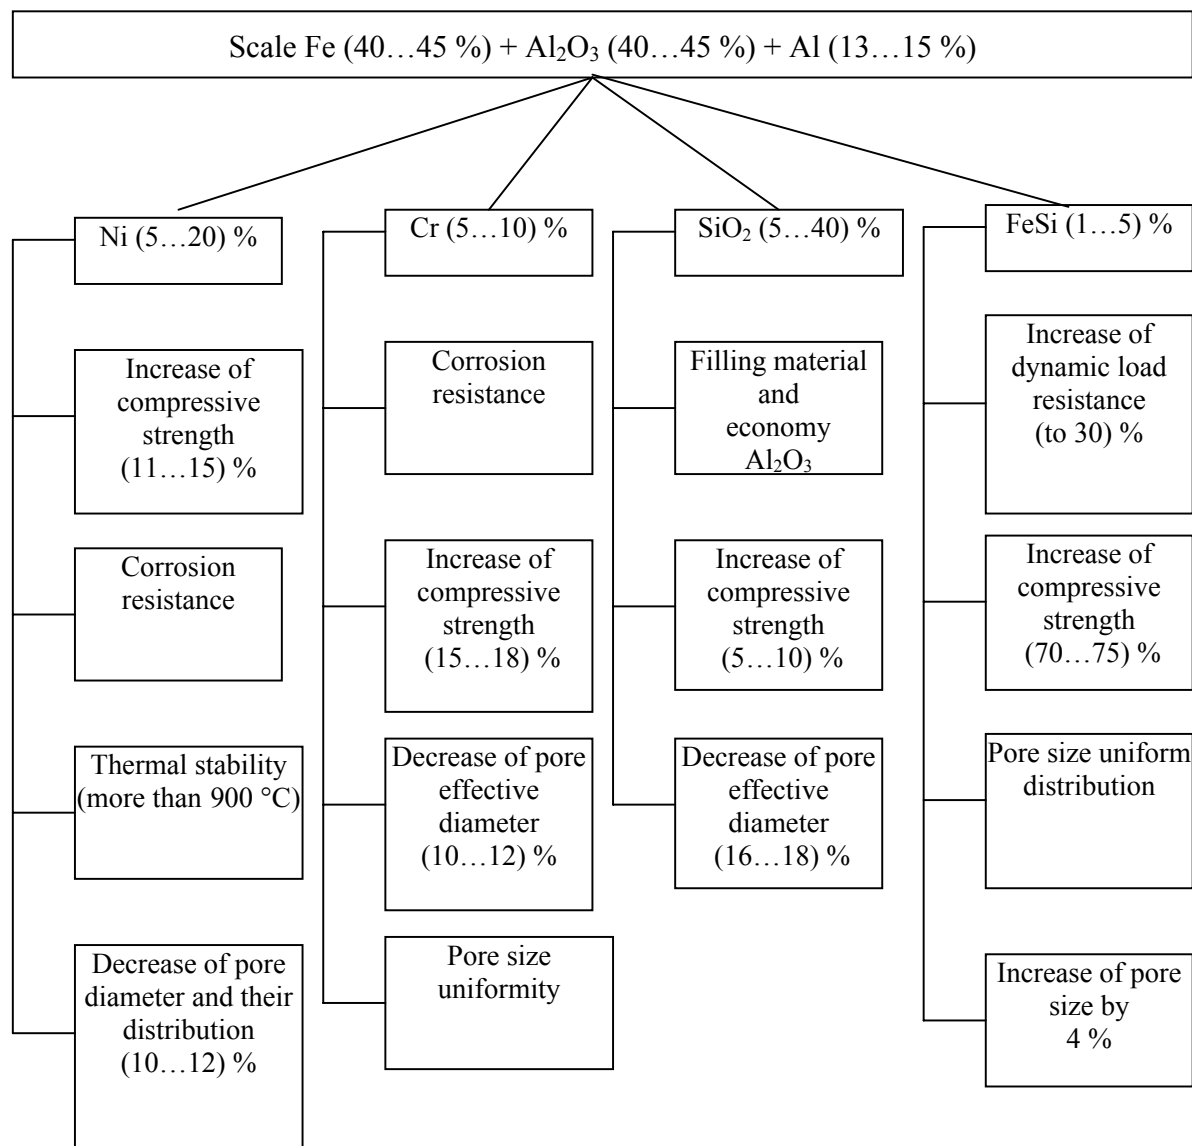 Scale Fe (40…45 %) + Al₂O₃ (40…45 %) + Al (13…15 %)
Ni (5…20) %
Increase of
compressive
strength
(11…15) %
Corrosion
resistance
Thermal stability
(more than 900 °C)
Decrease of pore
diameter and their
distribution
(10…12) %
Cr (5…10) %
Corrosion
resistance
Increase of
compressive
strength
(15…18) %
Decrease of pore
effective
diameter
(10…12) %
Pore size
uniformity
SiO₂ (5…40) %
Filling material
and
economy
Al₂O₃
Increase of
compressive
strength
(5…10) %
Decrease of pore
effective
diameter
(16…18) %
FeSi (1…5) %
Increase of
dynamic load
resistance
(to 30) %
Increase of
compressive
strength
(70…75) %
Pore size uniform
distribution
Increase of pore
size by
4 %